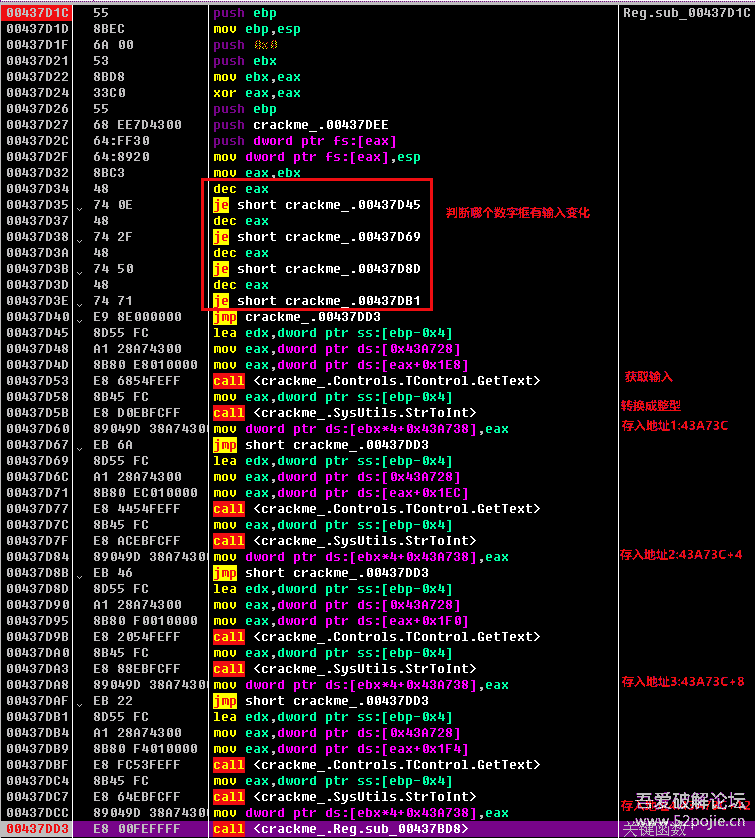 00437D1C 55 push ebp Reg.sub_00437D1C
00437D1D 8BEC mov ebp,esp
00437D1F 6A 00 push 0x0
00437D21 53 push ebx
00437D22 8BD8 mov ebx,eax
00437D24 33C0 xor eax,eax
00437D26 55 push ebp
00437D27 68 EE7D4300 push crackme_.00437DEE
00437D2C 64:FF30 push dword ptr fs:[eax]
00437D2F 64:8920 mov dword ptr fs:[eax],esp
00437D32 8BC3 mov eax,ebx
00437D34 48 dec eax
00437D35 74 0E je short crackme_.00437D45 判断哪个数字框有输入变化
00437D37 48 dec eax
00437D38 74 2F je short crackme_.00437D69
00437D3A 48 dec eax
00437D3B 74 50 je short crackme_.00437D8D
00437D3D 48 dec eax
00437D3E 74 71 je short crackme_.00437DB1
00437D40 E9 8E000000 jmp crackme_.00437DD3
00437D45 8D55 FC lea edx,dword ptr ss:[ebp-0x4]
00437D48 A1 28A74300 mov eax,dword ptr ds:[0x43A728]
00437D4D 8B80 E8010000 mov eax,dword ptr ds:[eax+0x1E8]
00437D53 E8 6854FEFF call <crackme_.Controls.TControl.GetText> 获取输入
00437D58 8B45 FC mov eax,dword ptr ss:[ebp-0x4]
00437D5B E8 D0EBFCFF call <crackme_.SysUtils.StrToInt> 转换成整型
00437D60 89049D 38A7430 mov dword ptr ds:[ebx*4+0x43A738],eax 存入地址1:43A73C
00437D67 EB 6A jmp short crackme_.00437DD3
00437D69 8D55 FC lea edx,dword ptr ss:[ebp-0x4]
00437D6C A1 28A74300 mov eax,dword ptr ds:[0x43A728]
00437D71 8B80 EC010000 mov eax,dword ptr ds:[eax+0x1EC]
00437D77 E8 4454FEFF call <crackme_.Controls.TControl.GetText>
00437D7C 8B45 FC mov eax,dword ptr ss:[ebp-0x4]
00437D7F E8 ACEBFCFF call <crackme_.SysUtils.StrToInt>
00437D84 89049D 38A7430 mov dword ptr ds:[ebx*4+0x43A738],eax 存入地址2:43A73C+4
00437D8B EB 46 jmp short crackme_.00437DD3
00437D8D 8D55 FC lea edx,dword ptr ss:[ebp-0x4]
00437D90 A1 28A74300 mov eax,dword ptr ds:[0x43A728]
00437D95 8B80 F0010000 mov eax,dword ptr ds:[eax+0x1F0]
00437D9B E8 2054FEFF call <crackme_.Controls.TControl.GetText>
00437DA0 8B45 FC mov eax,dword ptr ss:[ebp-0x4]
00437DA3 E8 88EBFCFF call <crackme_.SysUtils.StrToInt>
00437DA8 89049D 38A7430 mov dword ptr ds:[ebx*4+0x43A738],eax 存入地址3:43A73C+8
00437DAF EB 22 jmp short crackme_.00437DD3
00437DB1 8D55 FC lea edx,dword ptr ss:[ebp-0x4]
00437DB4 A1 28A74300 mov eax,dword ptr ds:[0x43A728]
00437DB9 8B80 F4010000 mov eax,dword ptr ds:[eax+0x1F4]
00437DBF E8 FC53FEFF call <crackme_.Controls.TControl.GetText>
00437DC4 8B45 FC mov eax,dword ptr ss:[ebp-0x4]
00437DC7 E8 64EBFCFF call <crackme_.SysUtils.StrToInt> 吾爱破解论坛
00437DCC 89049D 38A7430 mov dword ptr ds:[ebx*4+0x43A738],eax
www.52pojie.cn
00437DD3 E8 00FEFFFF call <crackme_.Reg.sub_00437BD8> 关键函数!